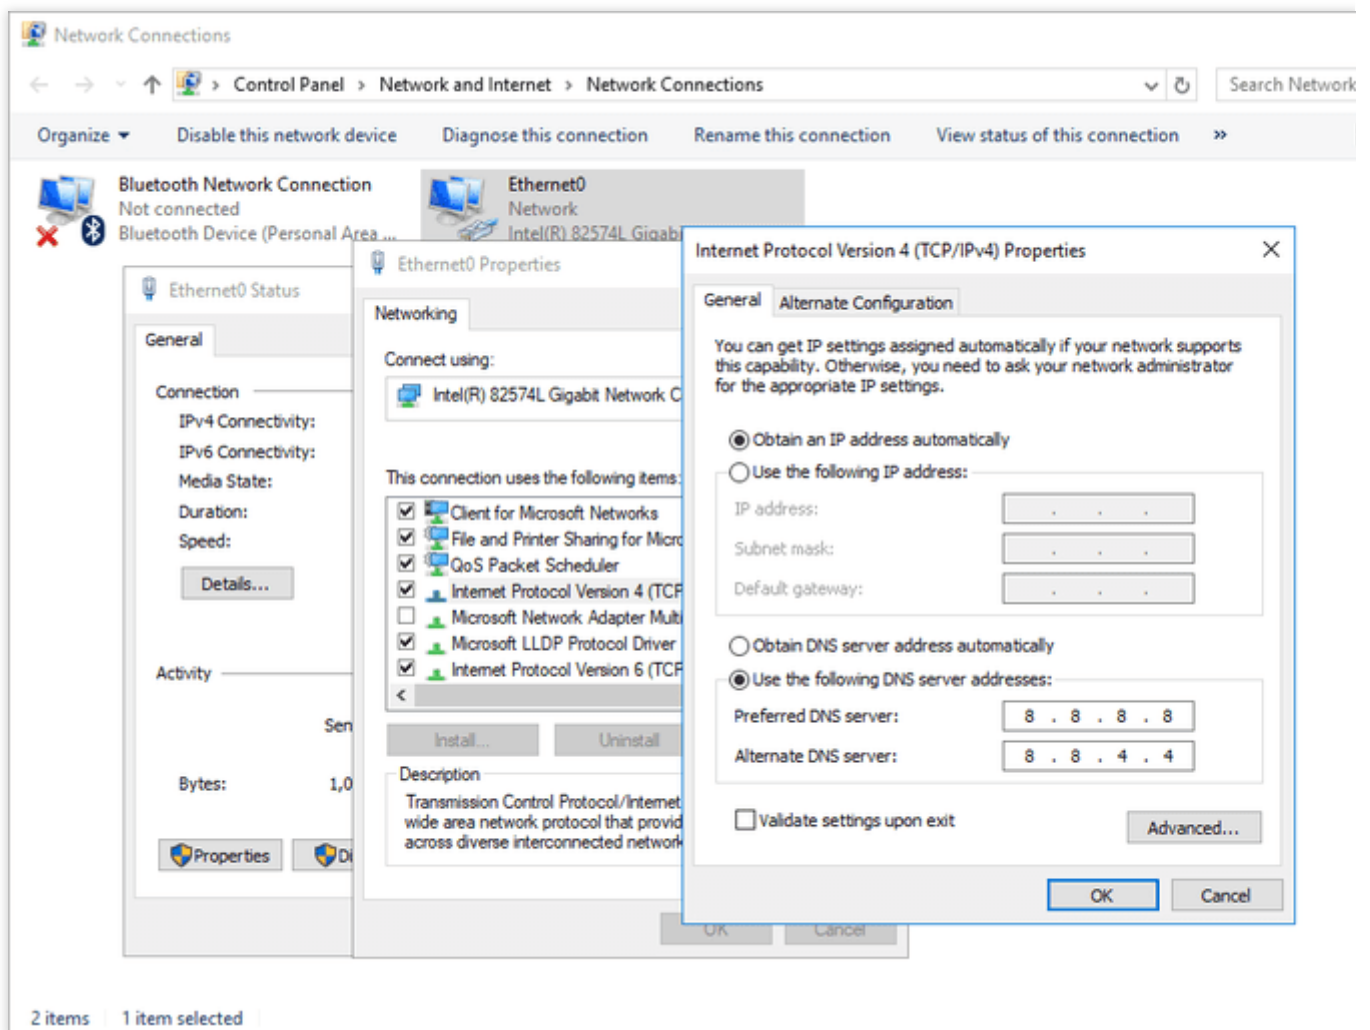 Network Connections
Control Panel > Network and Internet > Network Connections
Search Network
Organize
Disable this network device
Diagnose this connection
Rename this connection
View status of this connection
»
Bluetooth Network Connection
Not connected
Bluetooth Device (Personal Area ...
Ethernet0
Network
Intel(R) 82574L Gigab
Ethernet0 Status
General
Connection
IPv4 Connectivity:
IPv6 Connectivity:
Media State:
Duration:
Speed:
Details...
Activity
Sen
Bytes: 1,0
Properties
Di
Ethernet0 Properties
Networking
Connect using:
Intel(R) 82574L Gigabit Network C
This connection uses the following items:
Client for Microsoft Networks
File and Printer Sharing for Micro
QoS Packet Scheduler
Internet Protocol Version 4 (TCP
Microsoft Network Adapter Multi
Microsoft LLDP Protocol Driver
Internet Protocol Version 6 (TCP
Install...
Uninstall
Description
Transmission Control Protocol/Internet
wide area network protocol that provid
across diverse interconnected network
OK
Cancel
Internet Protocol Version 4 (TCP/IPv4) Properties
General
Alternate Configuration
You can get IP settings assigned automatically if your network supports
this capability. Otherwise, you need to ask your network administrator
for the appropriate IP settings.
Obtain an IP address automatically
Use the following IP address:
IP address: . . .
Subnet mask: . . .
Default gateway: . . .
Obtain DNS server address automatically
Use the following DNS server addresses:
Preferred DNS server: 8 . 8 . 8 . 8
Alternate DNS server: 8 . 8 . 4 . 4
Validate settings upon exit
Advanced...
OK
Cancel
2 items
1 item selected